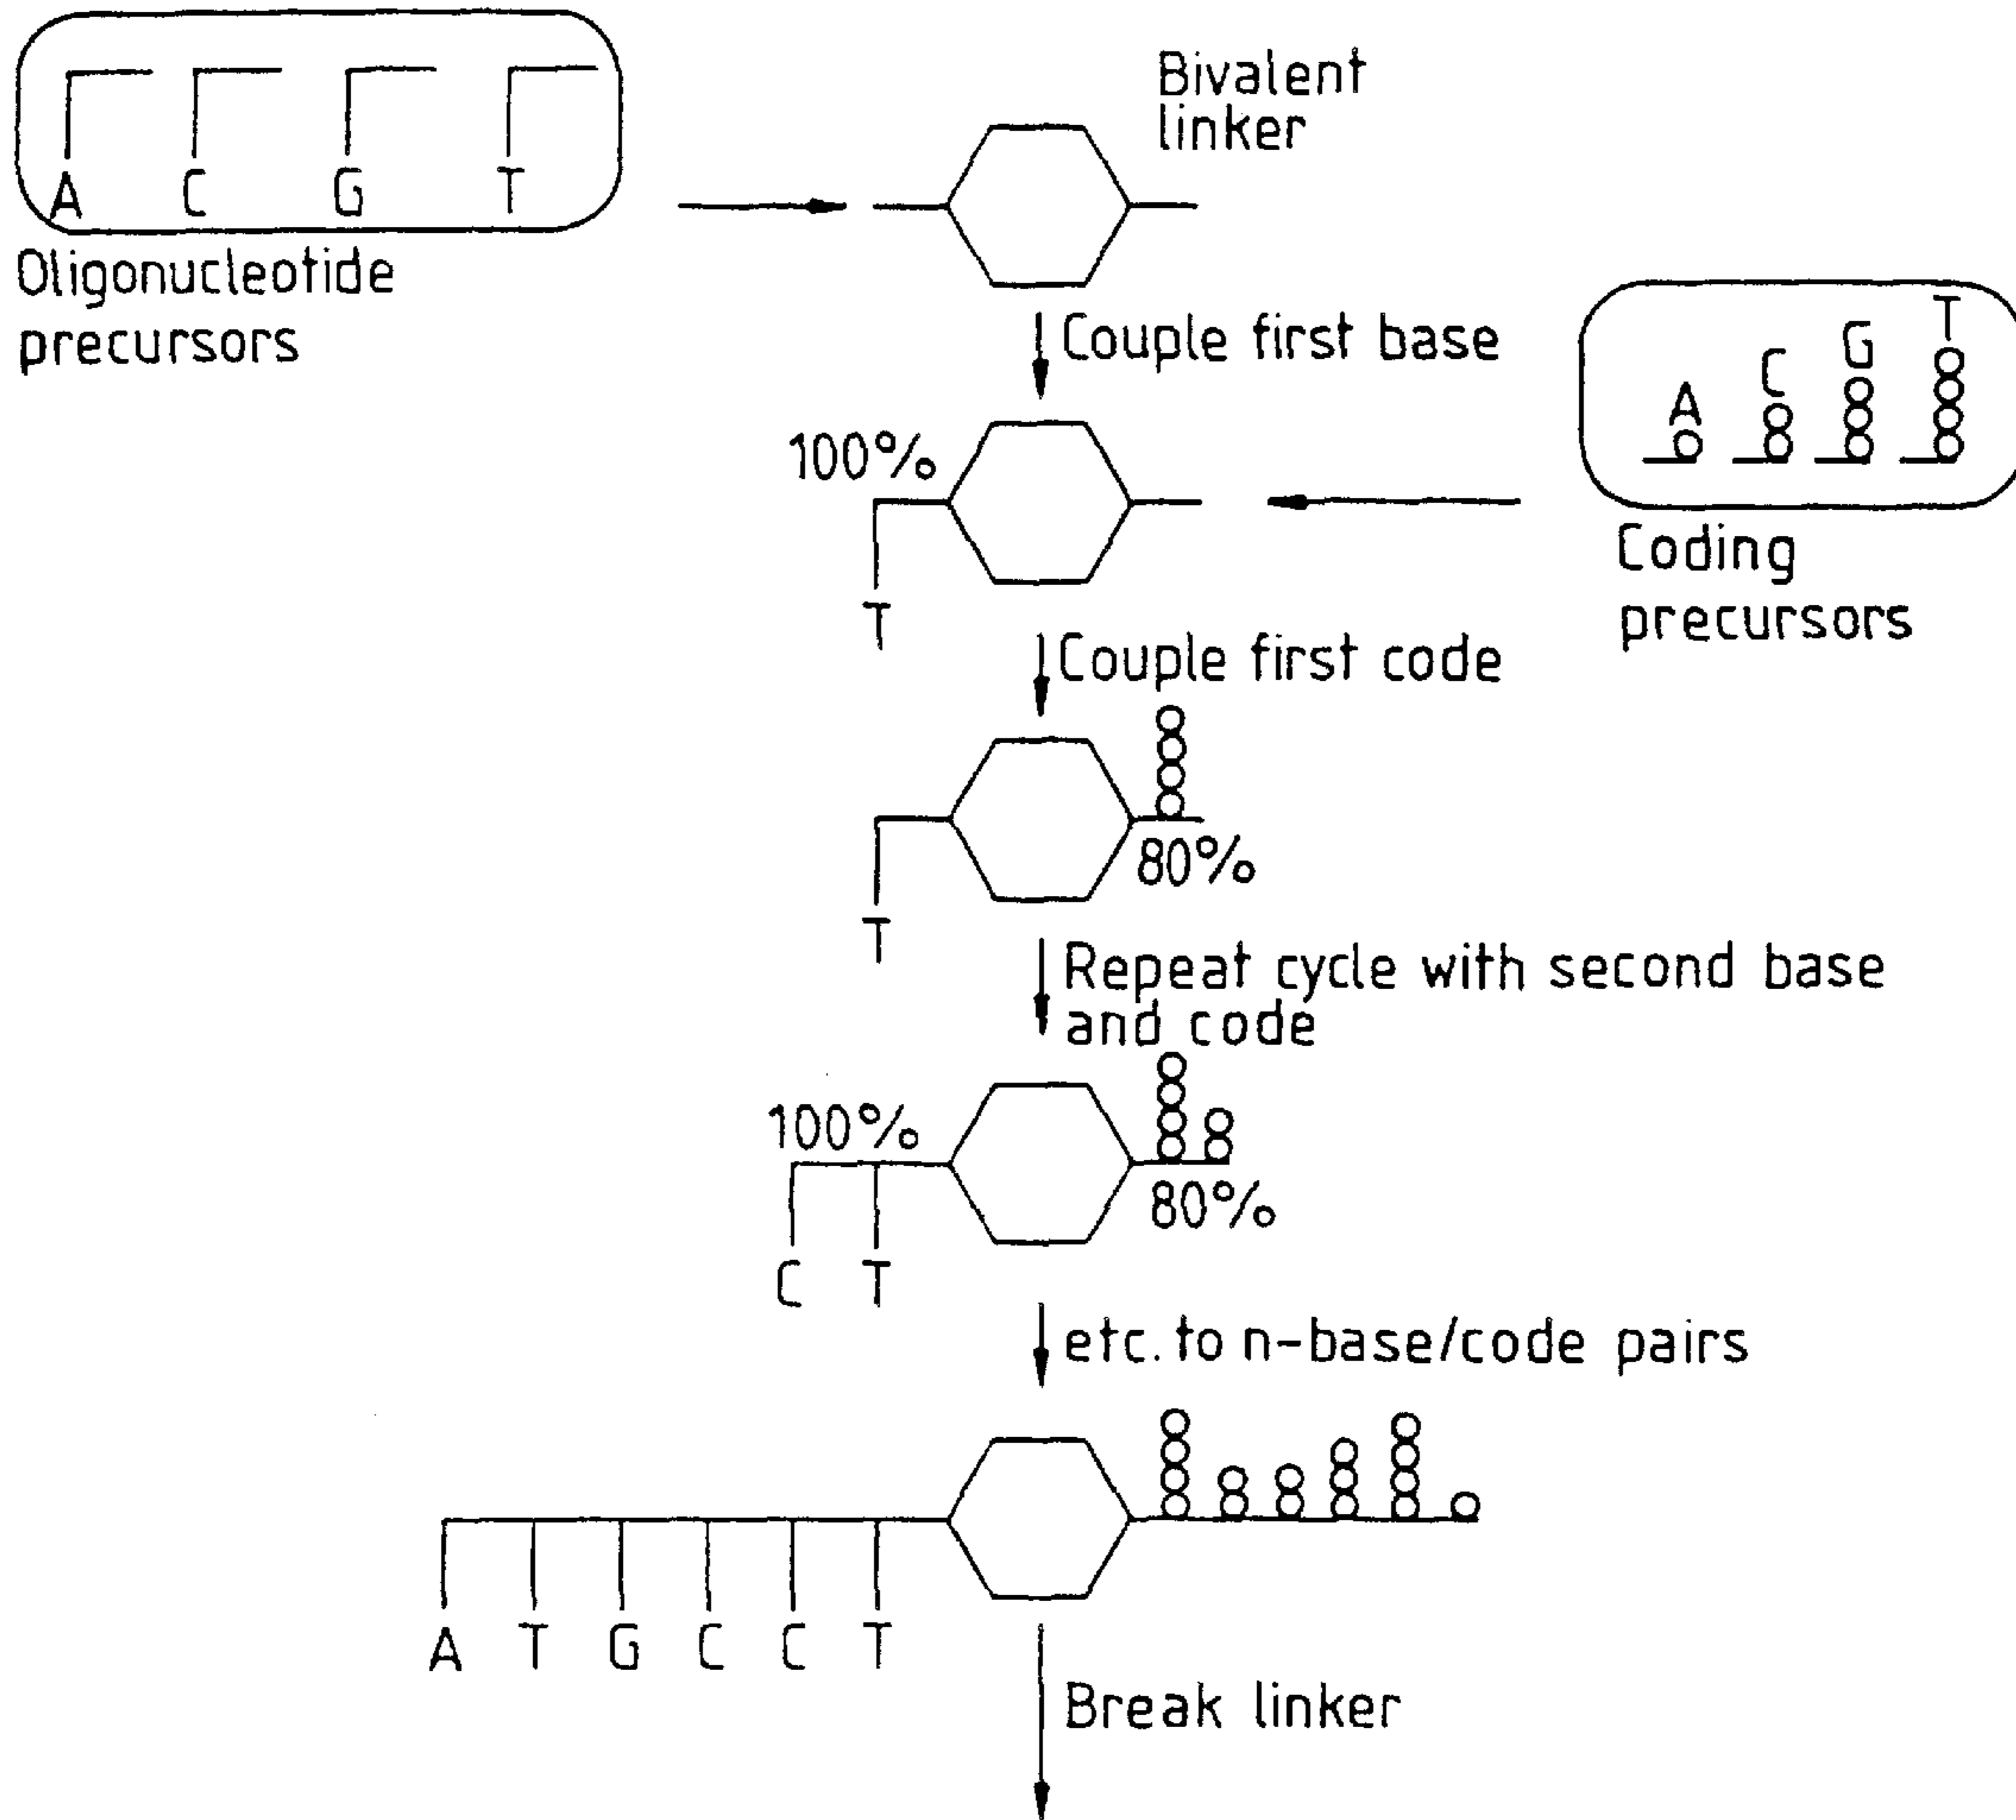 A C G T
Oligonucleotide
precursors
Bivalent
linker
Couple first base
A C G T
Coding
precursors
100%
T
Couple first code
80%
T
Repeat cycle with second base
and code
100%
80%
C T
etc. to n-base/code pairs
A T G C C T
Break linker